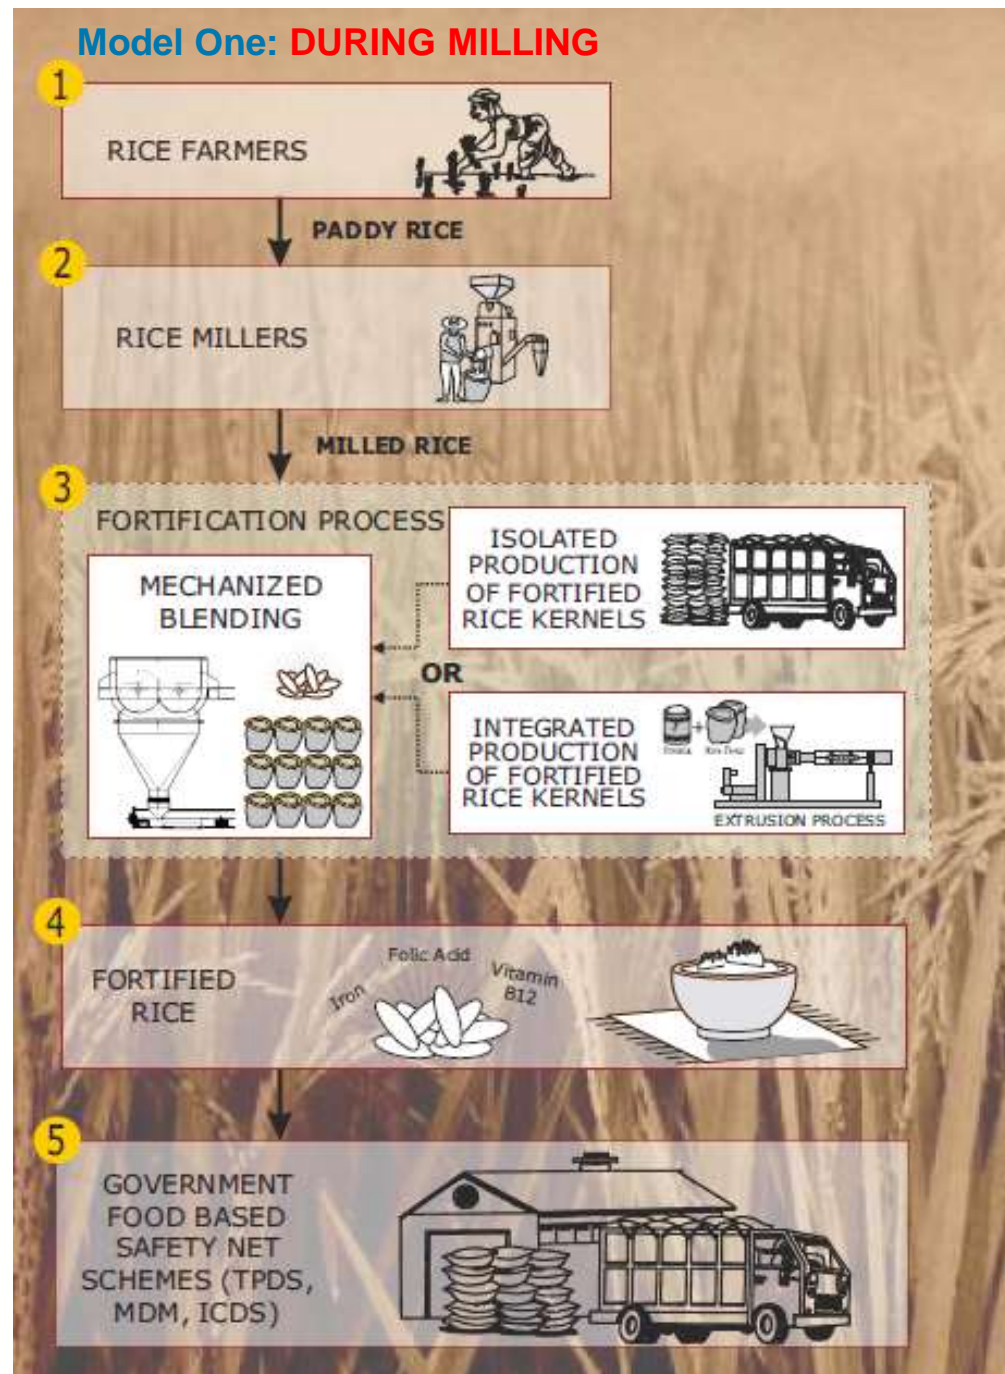 Model One: DURING MILLING
1
RICE FARMERS
PADDY RICE
2
RICE MILLERS
MILLED RICE
3
FORTIFICATION PROCESS
MECHANIZED
BLENDING
ISOLATED
PRODUCTION
OF FORTIFIED
RICE KERNELS
OR
INTEGRATED
PRODUCTION
OF FORTIFIED
RICE KERNELS
+
EXTRUSION PROCESS
4
FORTIFIED
RICE
Iron
Folic Acid
Vitamin
B12
5
GOVERNMENT
FOOD BASED
SAFETY NET
SCHEMES (TPDS,
MDM, ICDS)